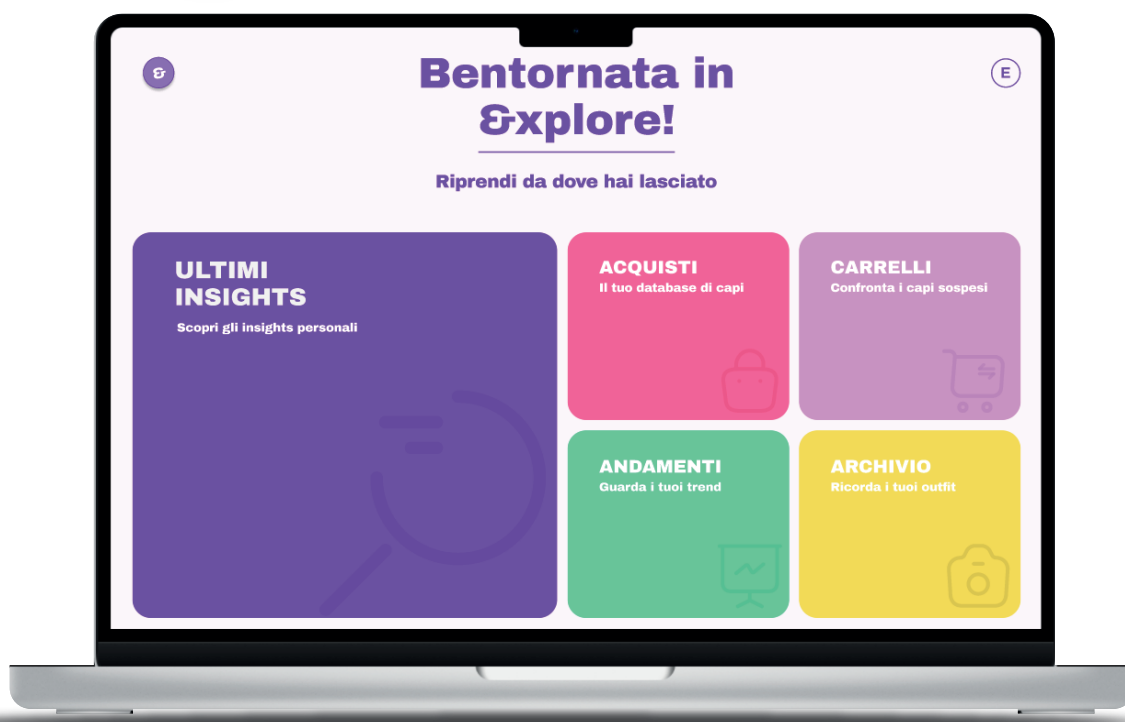 &
Bentornata in
&xplore!
E
Riprendi da dove hai lasciato
ULTIMI
INSIGHTS
Scopri gli insights personali
ACQUISTI
Il tuo database di capi
CARRELLI
Confronta i capi sospesi
ANDAMENTI
Guarda i tuoi trend
ARCHIVIO
Ricorda i tuoi outfit